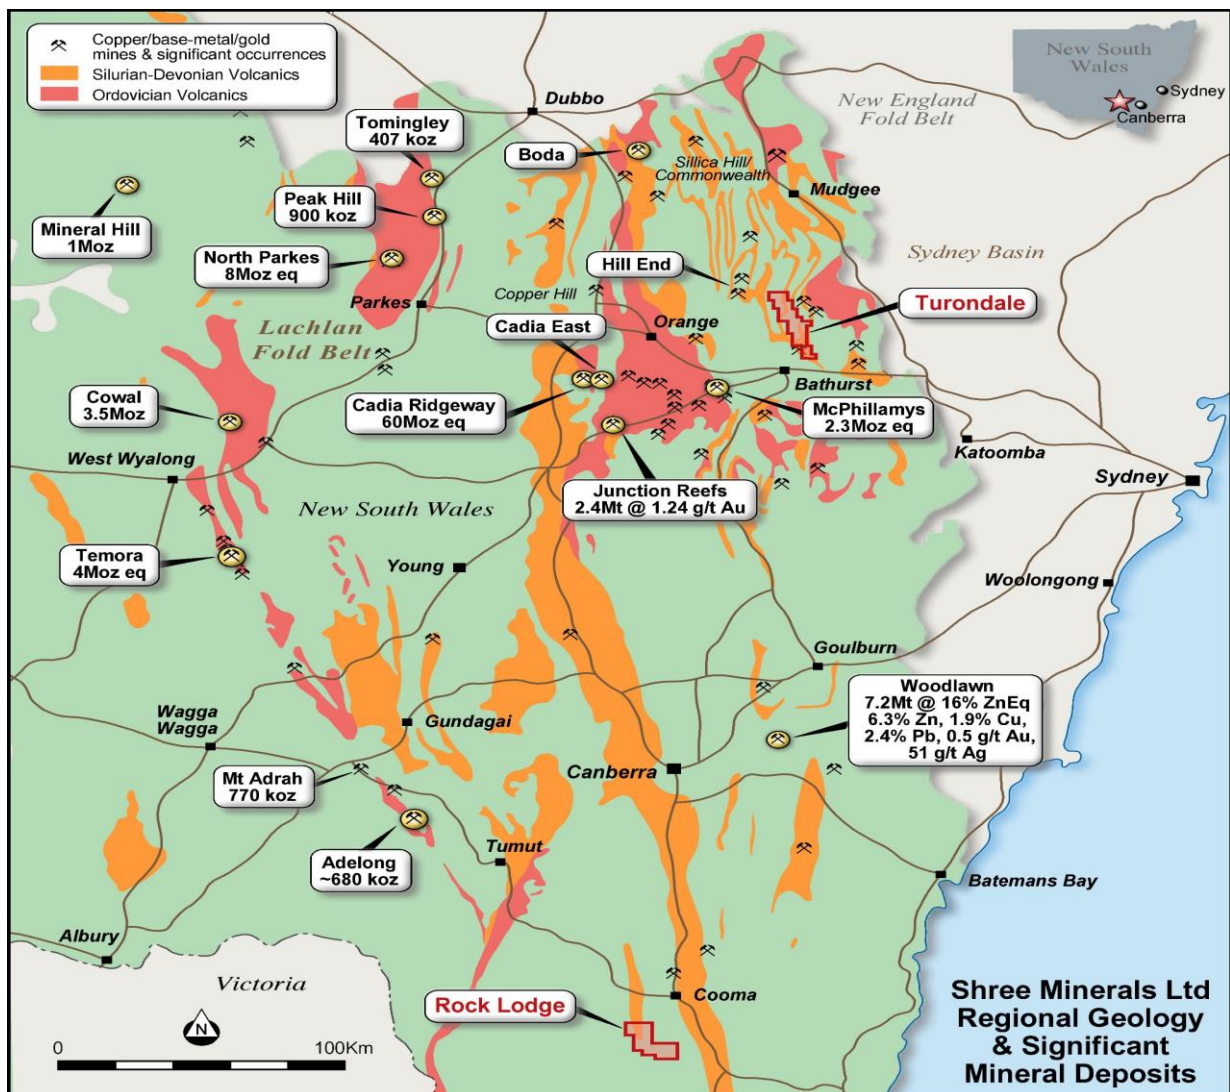 Copper/base-metal/gold
mines & significant occurrences
Silurian-Devonian Volcanics
Ordovician Volcanics
New South
Wales
Sydney
Canberra
New England
Fold Belt
Dubbo
Tomingley
407 koz
Boda
Sillica Hill/
Commonwealth
Mudgee
Mineral Hill
1Moz
Peak Hill
900 koz
North Parkes
8Moz eq
Hill End
Sydney Basin
Copper Hill
Turondale
Parkes
Lachlan
Fold Belt
Cadia East
Orange
Bathurst
Cowal
3.5Moz
Cadia Ridgeway
60Moz eq
McPhillamys
2.3Moz eq
Katoomba
West Wyalong
Sydney
Junction Reefs
2.4Mt @ 1.24 g/t Au
New South Wales
Temora
4Moz eq
Young
Woolongong
Goulburn
Woodlawn
7.2Mt @ 16% ZnEq
6.3% Zn, 1.9% Cu,
2.4% Pb, 0.5 g/t Au,
51 g/t Ag
Wagga
Wagga
Gundagai
Canberra
Mt Adrah
770 koz
Adelong
~680 koz
Tumut
Batemans Bay
Albury
Victoria
Rock Lodge
Cooma
N
0
100Km
Shree Minerals Ltd
Regional Geology
& Significant
Mineral Deposits